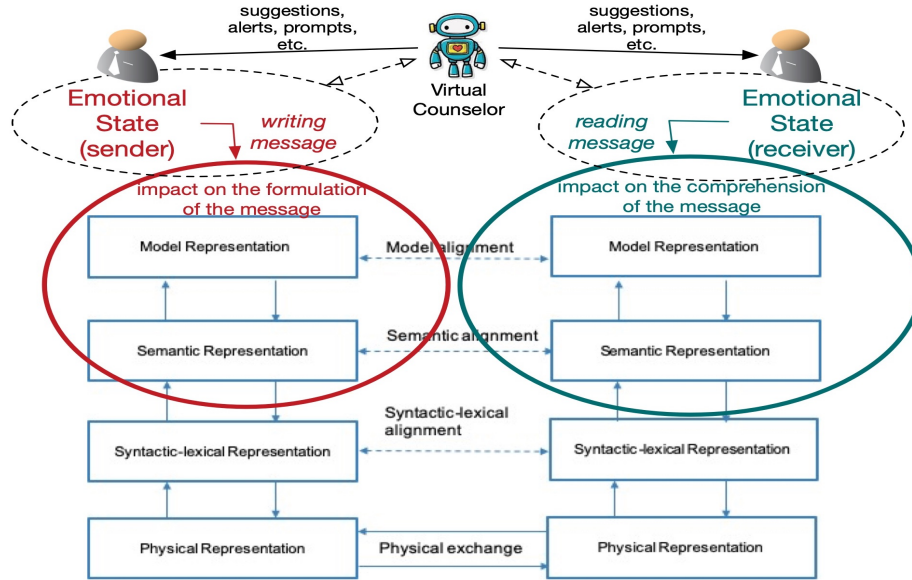 suggestions,
alerts, prompts,
etc.
suggestions,
alerts, prompts,
etc.
Virtual
Counselor
Emotional
State
(sender)
writing
message
reading
message
Emotional
State
(receiver)
impact on the formulation
of the message
impact on the comprehension
of the message
Model Representation
Model alignment
Model Representation
Semantic Representation
Semantic alignment
Semantic Representation
Syntactic-lexical Representation
Syntactic-lexical
alignment
Syntactic-lexical Representation
Physical Representation
Physical exchange
Physical Representation